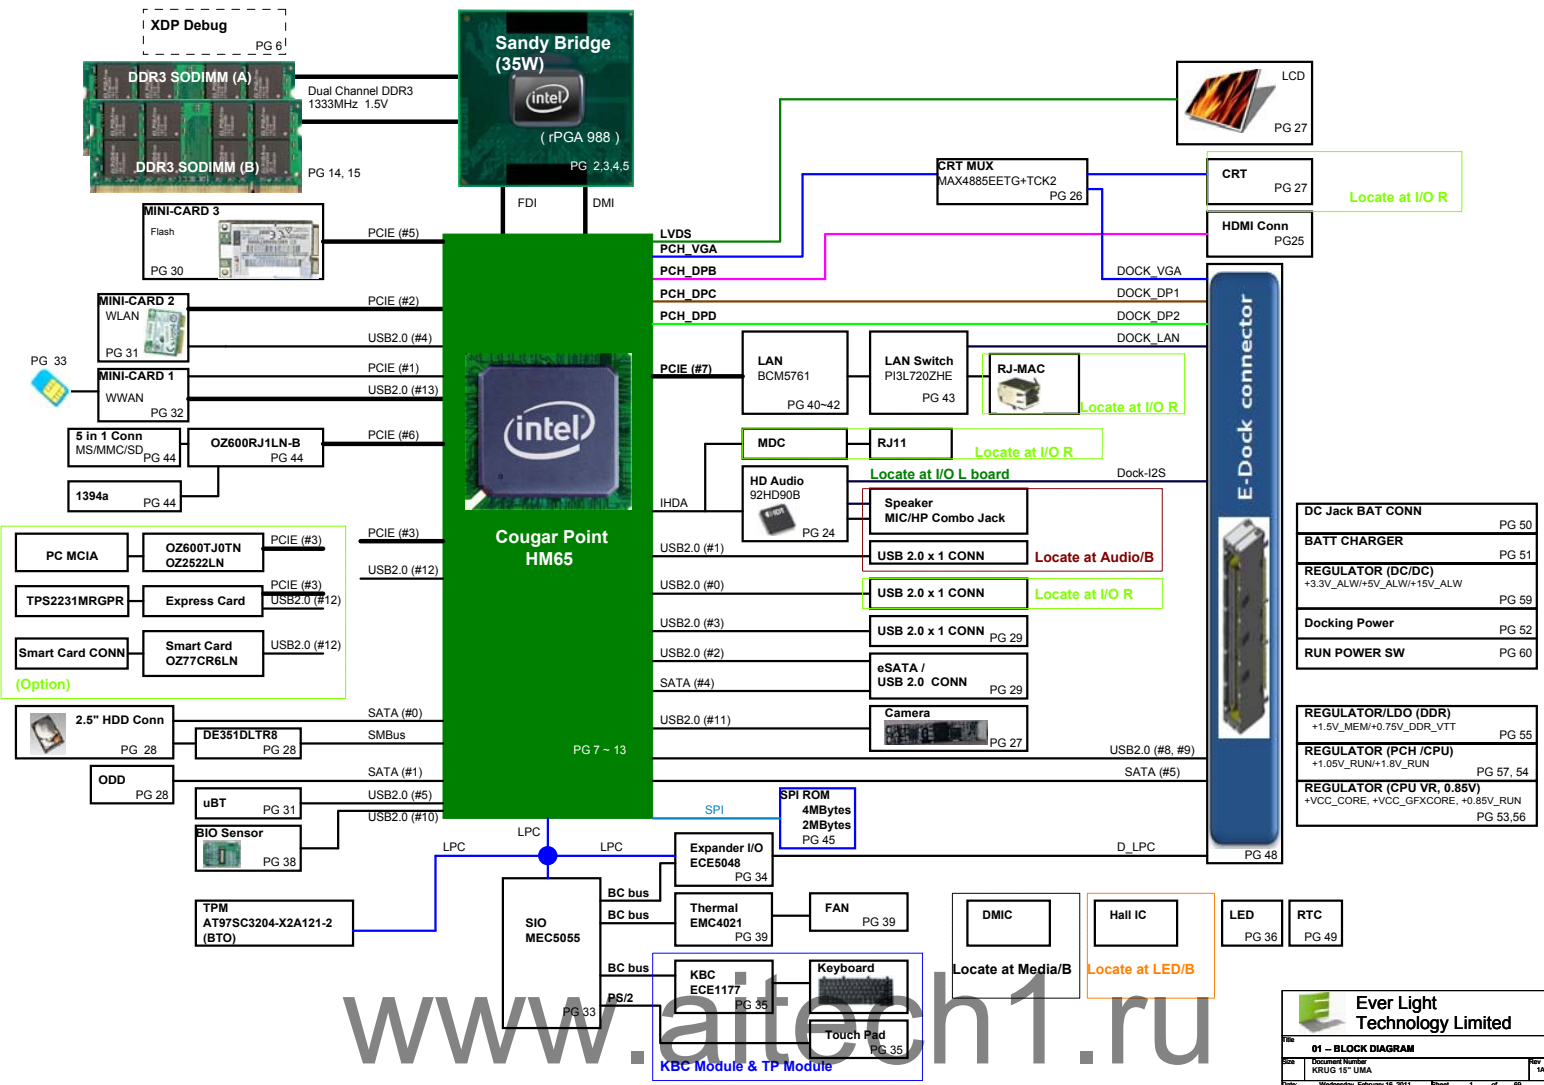 XDP Debug
PG 6
DDR3 SODIMM (A)
DDR3 SODIMM (B)
Dual Channel DDR3
1333MHz 1.5V
PG 14, 15
Sandy Bridge
(35W)
intel
( rPGA 988 )
PG 2,3,4,5
FDI
DMI
LCD
PG 27
CRT MUX
MAX4885EETG+TCK2
PG 26
CRT
PG 27
Locate at I/O R
HDMI Conn
PG25
MINI-CARD 3
Flash
PG 30
PCIE (#5)
MINI-CARD 2
WLAN
PG 31
PCIE (#2)
USB2.0 (#4)
PG 33
MINI-CARD 1
WWAN
PG 32
PCIE (#1)
USB2.0 (#13)
5 in 1 Conn
MS/MMC/SD
PG 44
OZ600RJ1LN-B
PG 44
PCIE (#6)
1394a
PG 44
PC MCIA
OZ600TJ0TN
OZ2522LN
PCIE (#3)
PCIE (#3)
TPS2231MRGPR
Express Card
PCIE (#3)
USB2.0 (#12)
USB2.0 (#12)
Smart Card CONN
Smart Card
OZ77CR6LN
USB2.0 (#12)
(Option)
2.5" HDD Conn
PG 28
SATA (#0)
DE351DLTR8
PG 28
SMBus
ODD
PG 28
SATA (#1)
uBT
PG 31
USB2.0 (#5)
USB2.0 (#10)
BIO Sensor
PG 38
intel
Cougar Point
HM65
PG 7 ~ 13
LVDS
PCH_VGA
PCH_DPB
PCH_DPC
PCH_DPD
DOCK_VGA
DOCK_DP1
DOCK_DP2
DOCK_LAN
PCIE (#7)
LAN
BCM5761
PG 40~42
LAN Switch
PI3L720ZHE
PG 43
RJ-MAC
Locate at I/O R
MDC
RJ11
Locate at I/O R
IHDA
HD Audio
92HD90B
IDT
PG 24
Locate at I/O L board
Dock-I2S
Speaker
MIC/HP Combo Jack
USB2.0 (#1)
USB 2.0 x 1 CONN
Locate at Audio/B
USB2.0 (#0)
USB 2.0 x 1 CONN
Locate at I/O R
USB2.0 (#3)
USB 2.0 x 1 CONN
PG 29
USB2.0 (#2)
SATA (#4)
eSATA /
USB 2.0 CONN
PG 29
USB2.0 (#11)
Camera
PG 27
USB2.0 (#8, #9)
SATA (#5)
E-Dock connector
PG 48
DC Jack BAT CONN
PG 50
BATT CHARGER
PG 51
REGULATOR (DC/DC)
+3.3V_ALW/+5V_ALW/+15V_ALW
PG 59
Docking Power
PG 52
RUN POWER SW
PG 60
REGULATOR/LDO (DDR)
+1.5V_MEM/+0.75V_DDR_VTT
PG 55
REGULATOR (PCH /CPU)
+1.05V_RUN/+1.8V_RUN
PG 57, 54
REGULATOR (CPU VR, 0.85V)
+VCC_CORE, +VCC_GFXCORE, +0.85V_RUN
PG 53,56
SPI
SPI ROM
4MBytes
2MBytes
PG 45
LPC
LPC
LPC
Expander I/O
ECE5048
PG 34
D_LPC
TPM
AT97SC3204-X2A121-2
(BTO)
SIO
MEC5055
PG 33
BC bus
BC bus
Thermal
EMC4021
PG 39
FAN
PG 39
BC bus
KBC
ECE1177
PG 35
Keyboard
PS/2
Touch Pad
PG 35
KBC Module & TP Module
DMIC
Locate at Media/B
Hall IC
Locate at LED/B
LED
PG 36
RTC
PG 49
www.aitech1.ru
Ever Light
Technology Limited
Title
01 -- BLOCK DIAGRAM
Size
Document Number
KRUG 15" UMA
Rev
1A
Date: Wednesday, February 16, 2011
Sheet 1 of 69